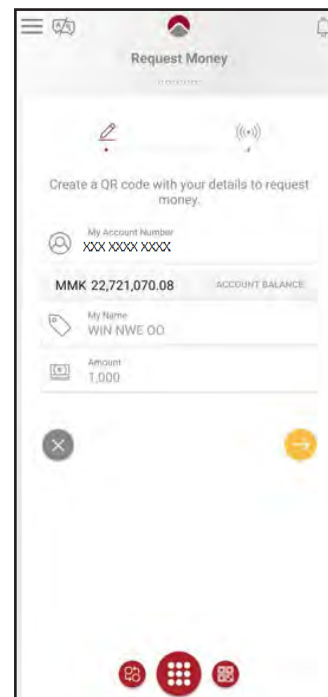 Request Money
Create a QR code with your details to request
money.
My Account Number
XXX XXXX XXXX
MMK 22,721,070.08 ACCOUNT BALANCE
My Name
WIN NWE OO
Amount
1,000